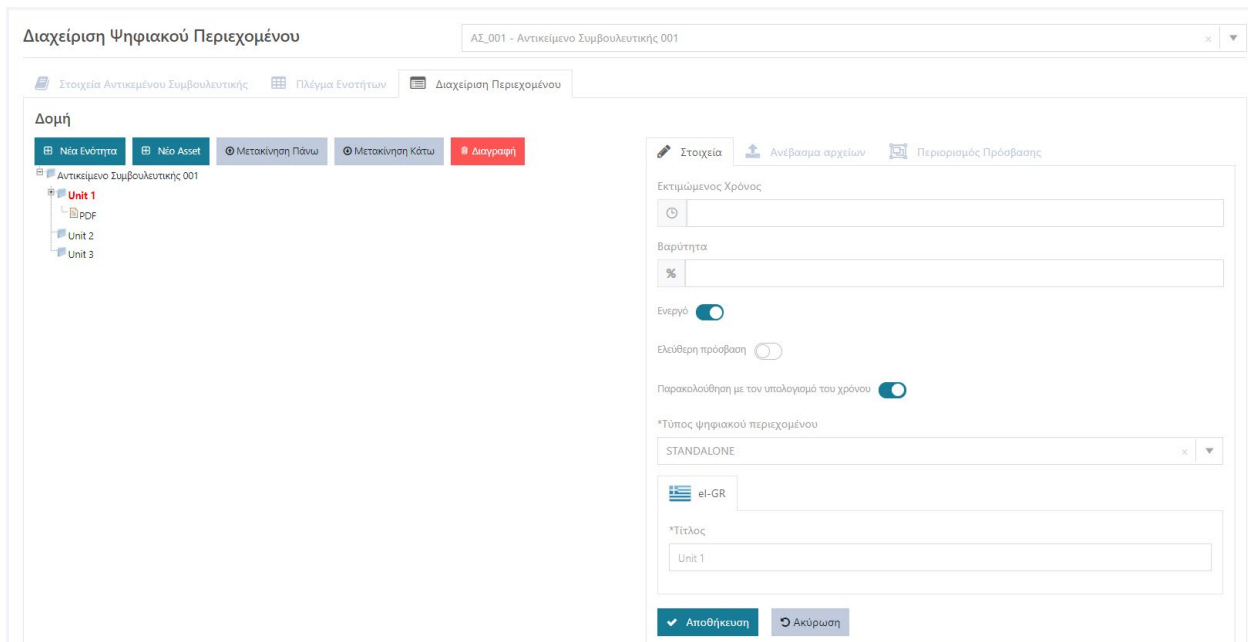 Διαχείριση Ψηφιακού Περιεχομένου
ΑΣ_001 - Αντικείμενο Συμβουλευτικής 001
Στοιχεία Αντικεμένου Συμβουλευτικής
Πλέγμα Ενοτήτων
Διαχείριση Περιεχομένου
Δομή
Νέα Ενότητα
Νέο Asset
Μετακίνηση Πάνω
Μετακίνηση Κάτω
Διαγραφή
Αντικείμενο Συμβουλευτικής 001
Unit 1
PDF
Unit 2
Unit 3
Στοιχεία
Ανέβασμα αρχείων
Περιορισμός Πρόσβασης
Εκτιμώμενος Χρόνος
Βαρύτητα
%
Ενεργό
Ελεύθερη πρόσβαση
Παρακολούθηση με τον υπολογισμό του χρόνου
*Τύπος ψηφιακού περιεχομένου
STANDALONE
el-GR
*Τίτλος
Unit 1
Αποθήκευση
Ακύρωση